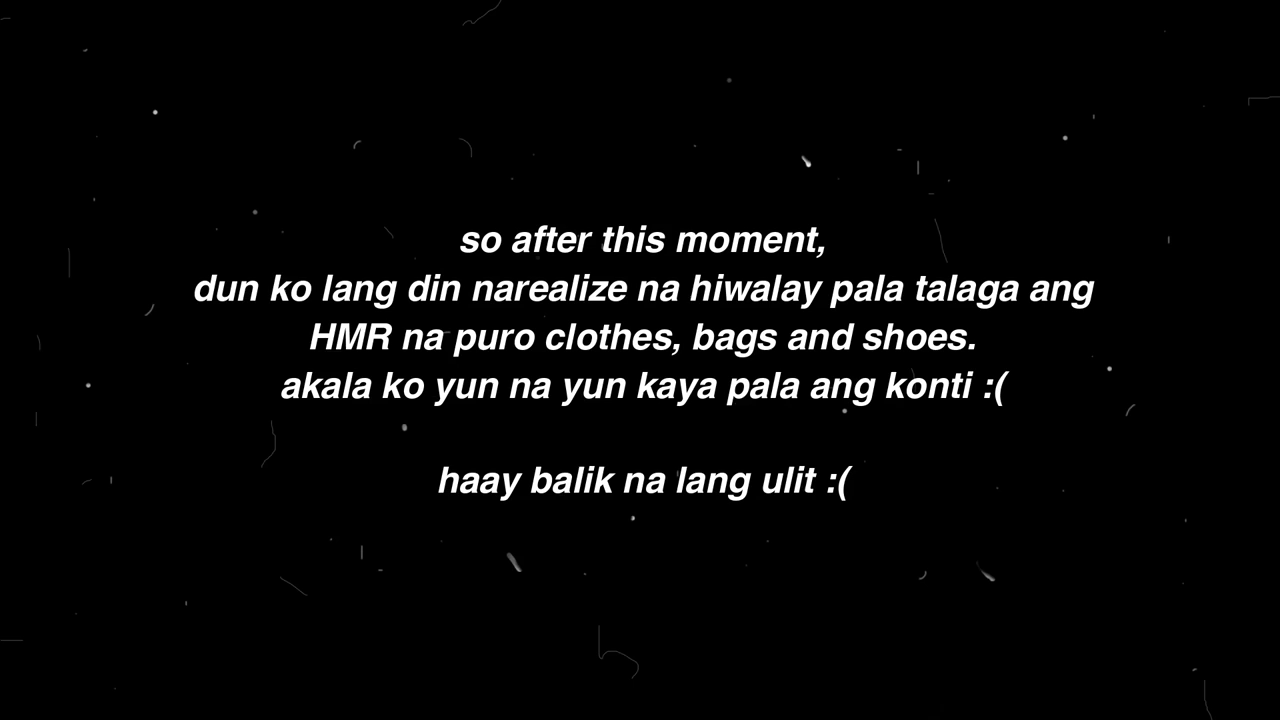 so after this moment,
dun ko lang din narealize na hiwalay pala talaga ang
HMR na puro clothes, bags and shoes.
akala ko yun na yun kaya pala ang konti :(
haay balik na lang ulit :(